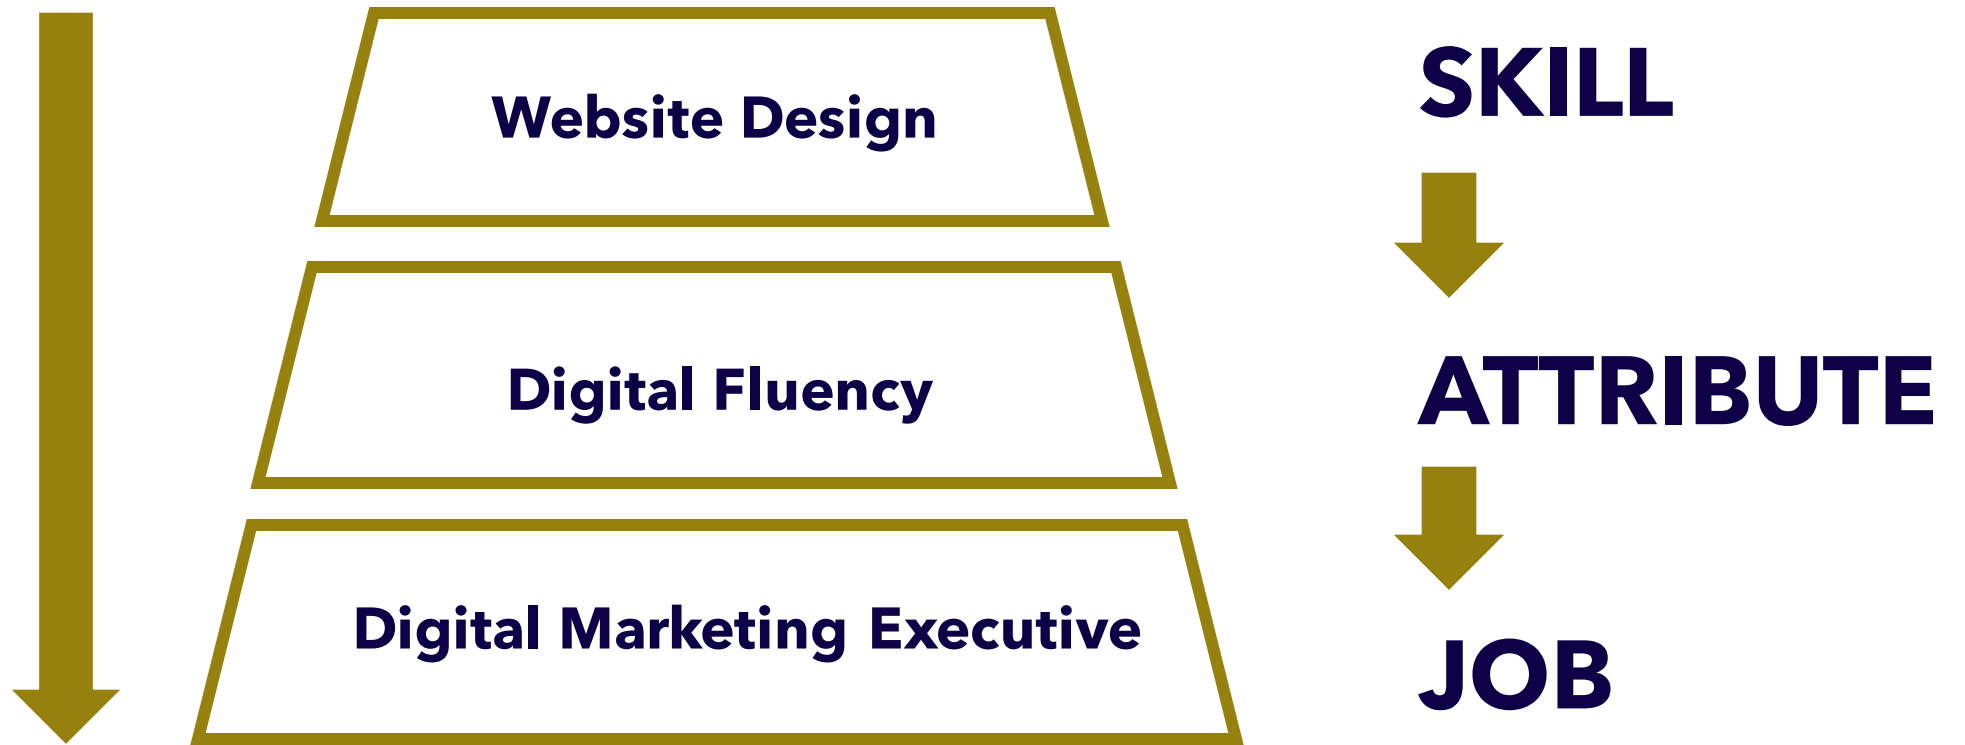 Website Design
SKILL
Digital Fluency
ATTRIBUTE
Digital Marketing Executive
JOB